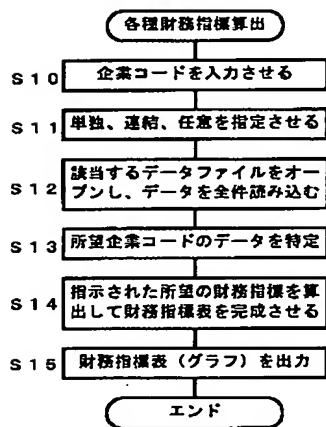 各種財務指標算出
S10 企業コードを入力させる
S11 単独、連結、任意を指定させる
S12 該当するデータファイルをオー
プンし、データを全件読み込む
S13 所望企業コードのデータを特定
S14 指示された所望の財務指標を算
出して財務指標表を完成させる
S15 財務指標表(グラフ)を出力
エンド